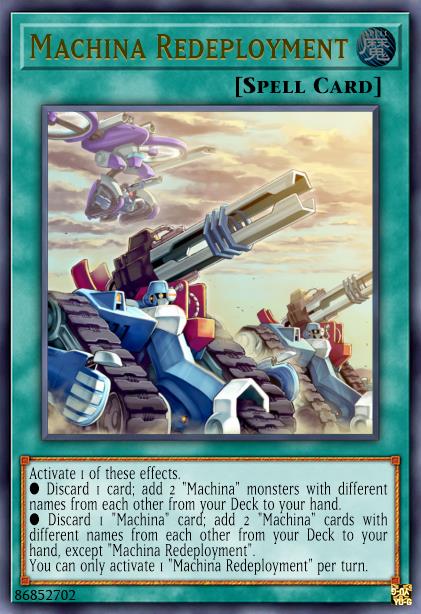 Machina Redeployment
[Spell Card]
Activate 1 of these effects.
● Discard 1 card; add 2 "Machina" monsters with different
names from each other from your Deck to your hand.
● Discard 1 "Machina" card; add 2 "Machina" cards with
different names from each other from your Deck to your
hand, except "Machina Redeployment".
You can only activate 1 "Machina Redeployment" per turn.
86852702